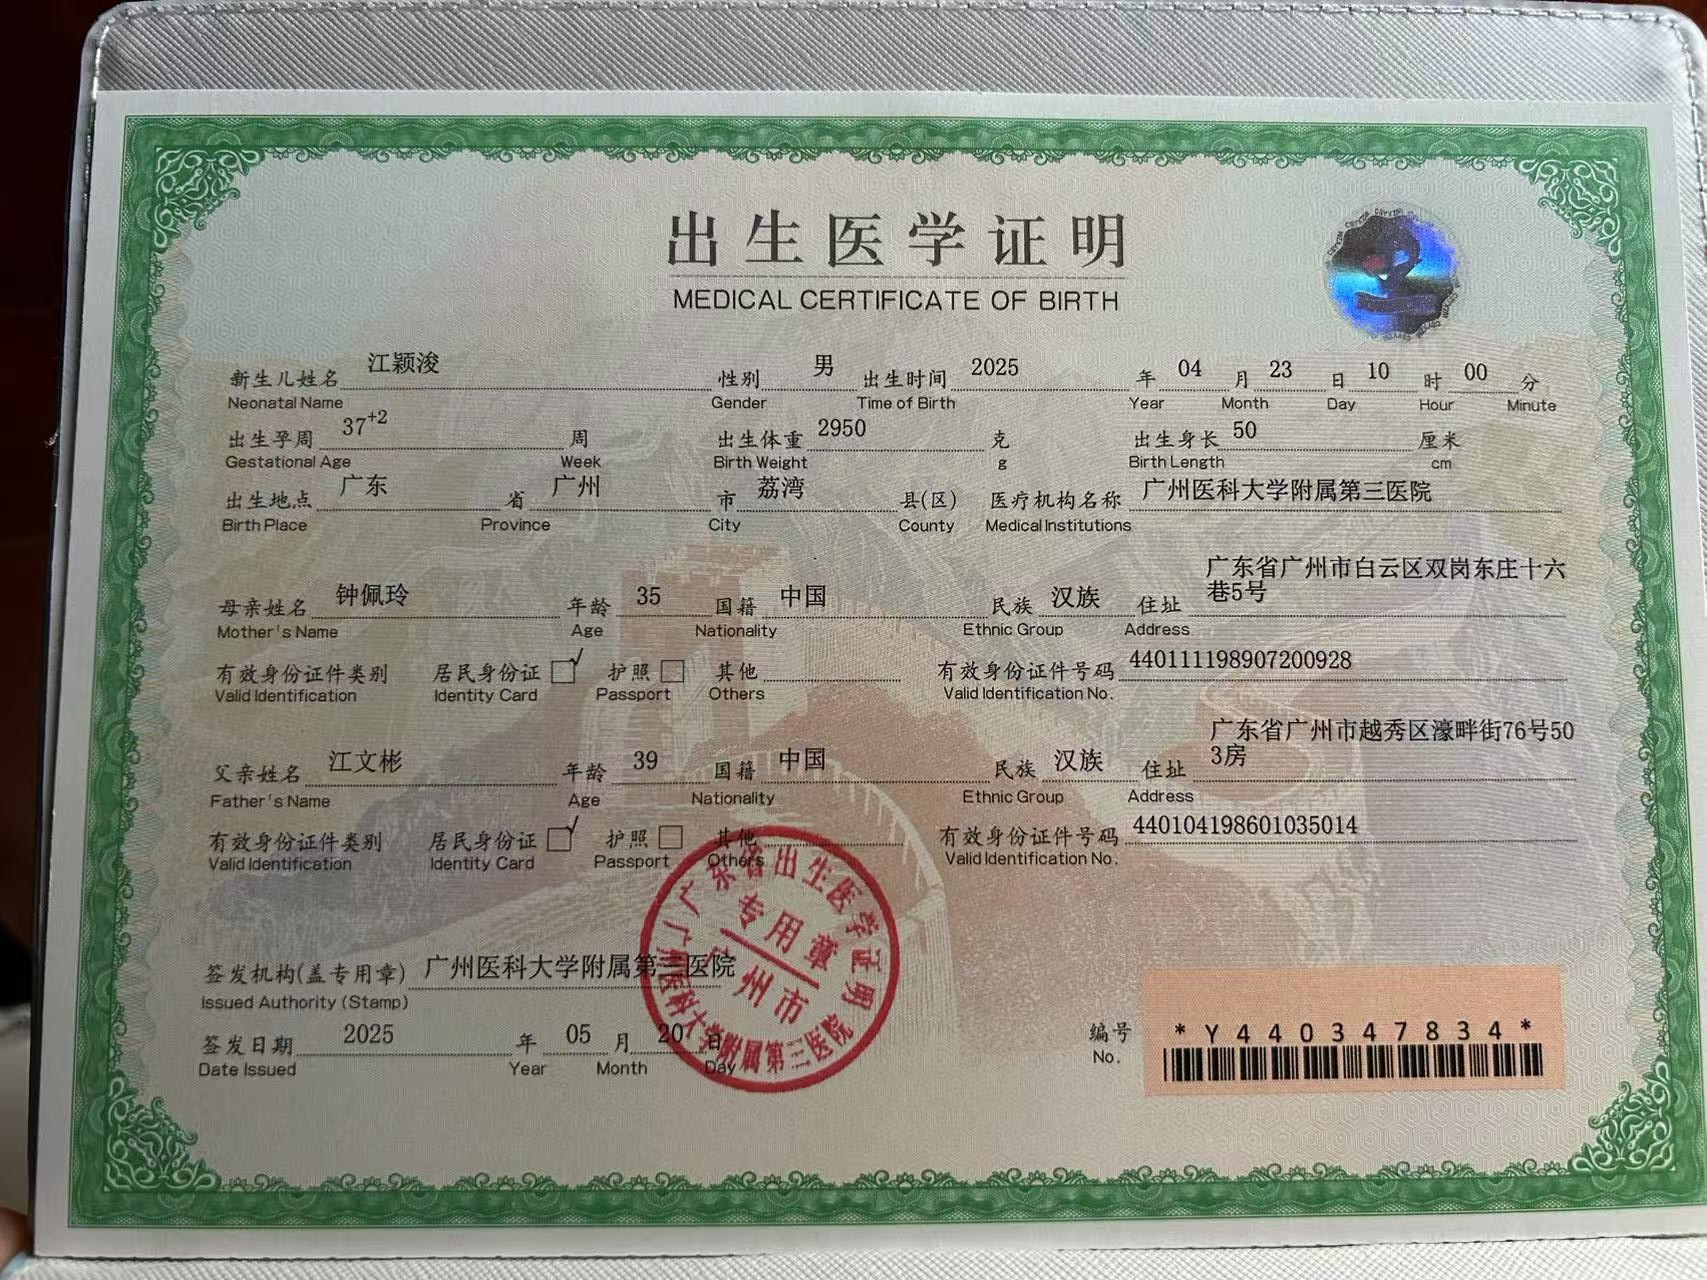 出生医学证明
MEDICAL CERTIFICATE OF BIRTH
新生儿姓名 江颖浚 性别 男 出生时间 2025 年 04 月 23 日 10 时 00 分
Neonatal Name Gender Time of Birth Year Month Day Hour Minute
出生孕周 37+2 周 出生体重 2950 克 出生身长 50 厘米
Gestational Age Week Birth Weight g Birth Length cm
出生地点 广东 省 广州 市 荔湾 县(区) 医疗机构名称 广州医科大学附属第三医院
Birth Place Province City County Medical Institutions
母亲姓名 钟佩玲 年龄 35 国籍 中国 民族 汉族 住址 广东省广州市白云区双岗东庄十六
巷5号
Mother's Name Age Nationality Ethnic Group Address
有效身份证件类别 居民身份证 √ 护照 其他 有效身份证件号码 440111198907200928
Valid Identification Identity Card Passport Others Valid Identification No.
父亲姓名 江文彬 年龄 39 国籍 中国 民族 汉族 住址 广东省广州市越秀区濠畔街76号50
3房
Father's Name Age Nationality Ethnic Group Address
有效身份证件类别 居民身份证 √ 护照 其他 有效身份证件号码 440104198601035014
Valid Identification Identity Card Passport Others Valid Identification No.
广东省出生医学证明
专用章
广州市
广州医科大学附属第三医院
签发机构(盖专用章) 广州医科大学附属第三医院
Issued Authority (Stamp)
签发日期 2025 年 05 月 20 日
Date Issued Year Month Day
编号 *Y440347834*
No.